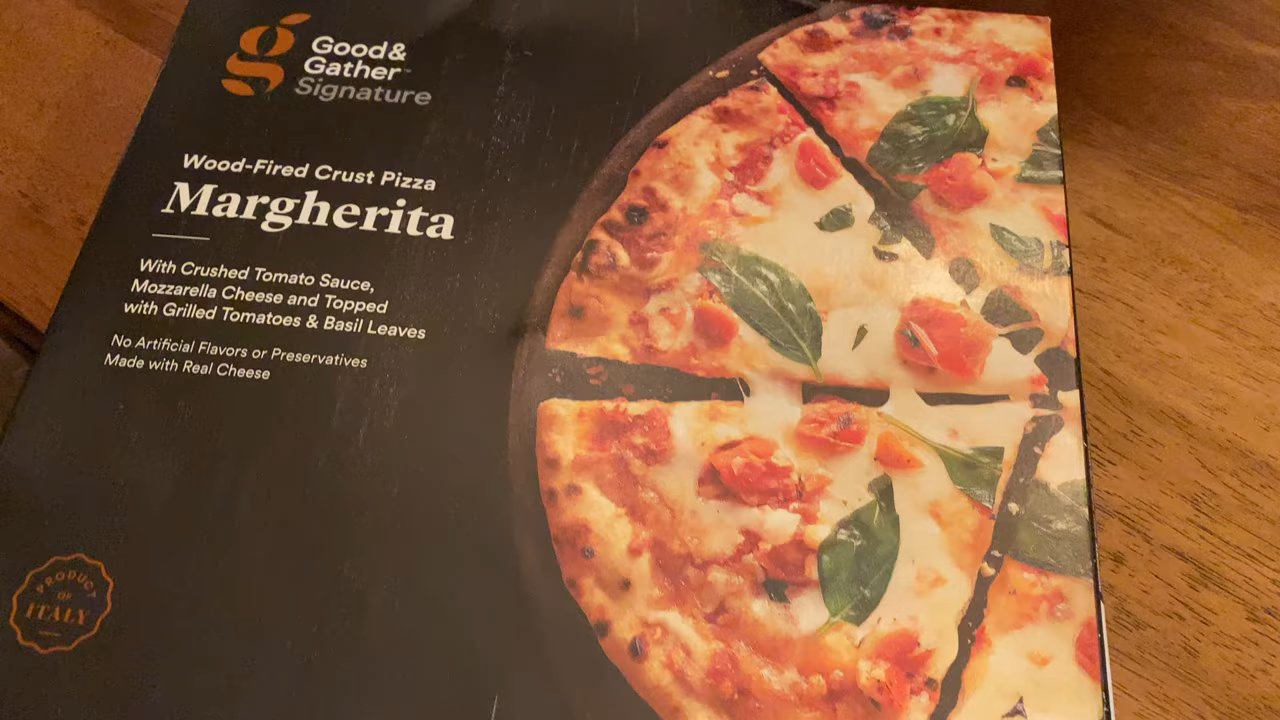 Good&
Gather™
Signature
Wood-Fired Crust Pizza
Margherita
With Crushed Tomato Sauce,
Mozzarella Cheese and Topped
with Grilled Tomatoes & Basil Leaves
No Artificial Flavors or Preservatives
Made with Real Cheese
PRODUCT
OF
ITALY